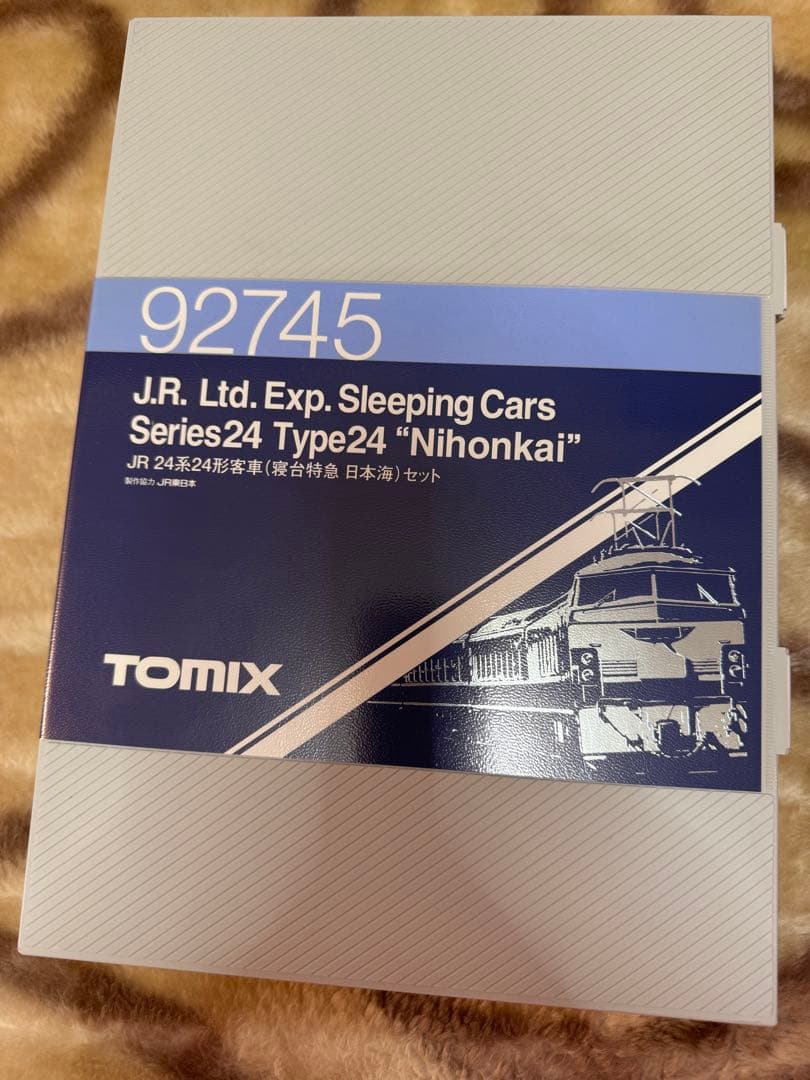 92745
J.R. Ltd. Exp. Sleeping Cars
Series24 Type24 “Nihonkai”
JR 24系24形客車(寝台特急 日本海)セット
製作協力 JR東日本
TOMIX